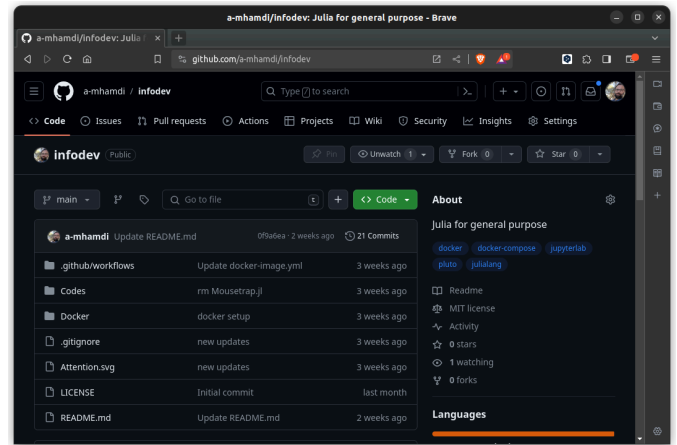 a-mhamdi/infodev: Julia for general purpose - Brave
a-mhamdi/infodev: Julia f
github.com/a-mhamdi/infodev
a-mhamdi / infodev
Type / to search
Code Issues Pull requests Actions Projects Wiki Security Insights Settings
infodev Public
Pin Unwatch 1 Fork 0 Star 0
main Go to file t Code
About
Julia for general purpose
a-mhamdi Update README.md 0f9a6ea · 2 weeks ago 21 Commits
docker docker-compose jupyterlab
pluto julialang
.github/workflows Update docker-image.yml 3 weeks ago
Codes rm Mousetrap.jl 3 weeks ago
Docker docker setup 3 weeks ago
.gitignore new updates 3 weeks ago
Attention.svg new updates 3 weeks ago
LICENSE Initial commit last month
README.md Update README.md 2 weeks ago
Readme
MIT license
Activity
0 stars
1 watching
0 forks
Languages